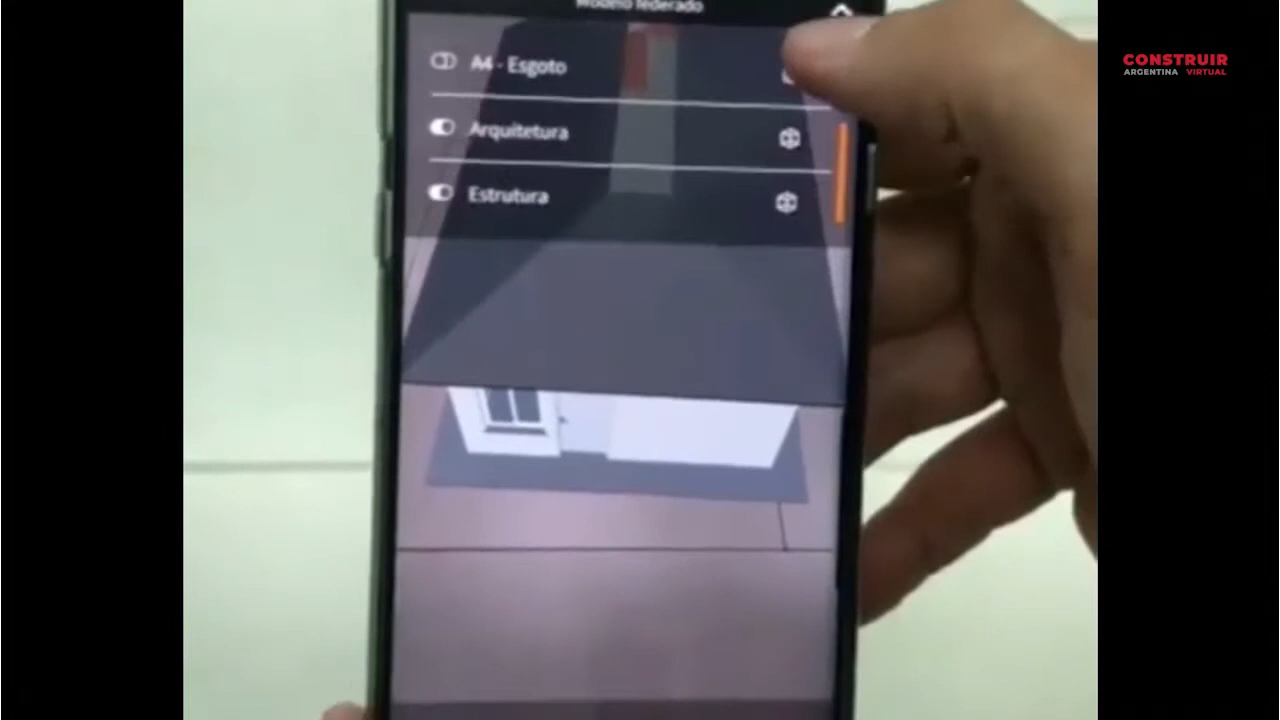 Modelo federado
A4 - Esgoto
Arquitetura
Estrutura
CONSTRUIR
ARGENTINA VIRTUAL